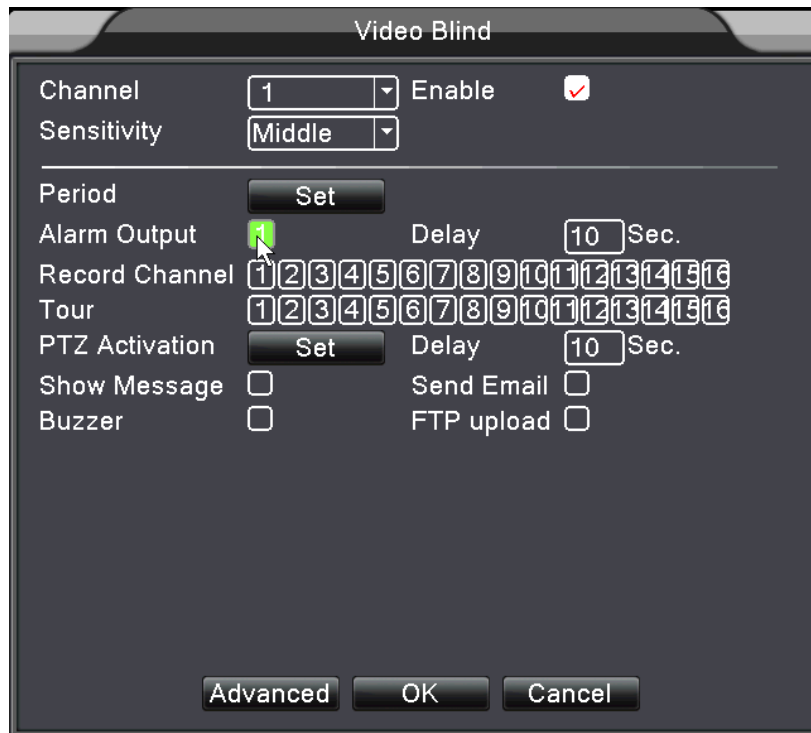 Video Blind
Channel 1 Enable
Sensitivity Middle
Period Set
Alarm Output 1 Delay 10 Sec.
Record Channel 1 2 3 4 5 6 7 8 9 10 11 12 13 14 15 16
Tour 1 2 3 4 5 6 7 8 9 10 11 12 13 14 15 16
PTZ Activation Set Delay 10 Sec.
Show Message Send Email
Buzzer FTP upload
Advanced OK Cancel